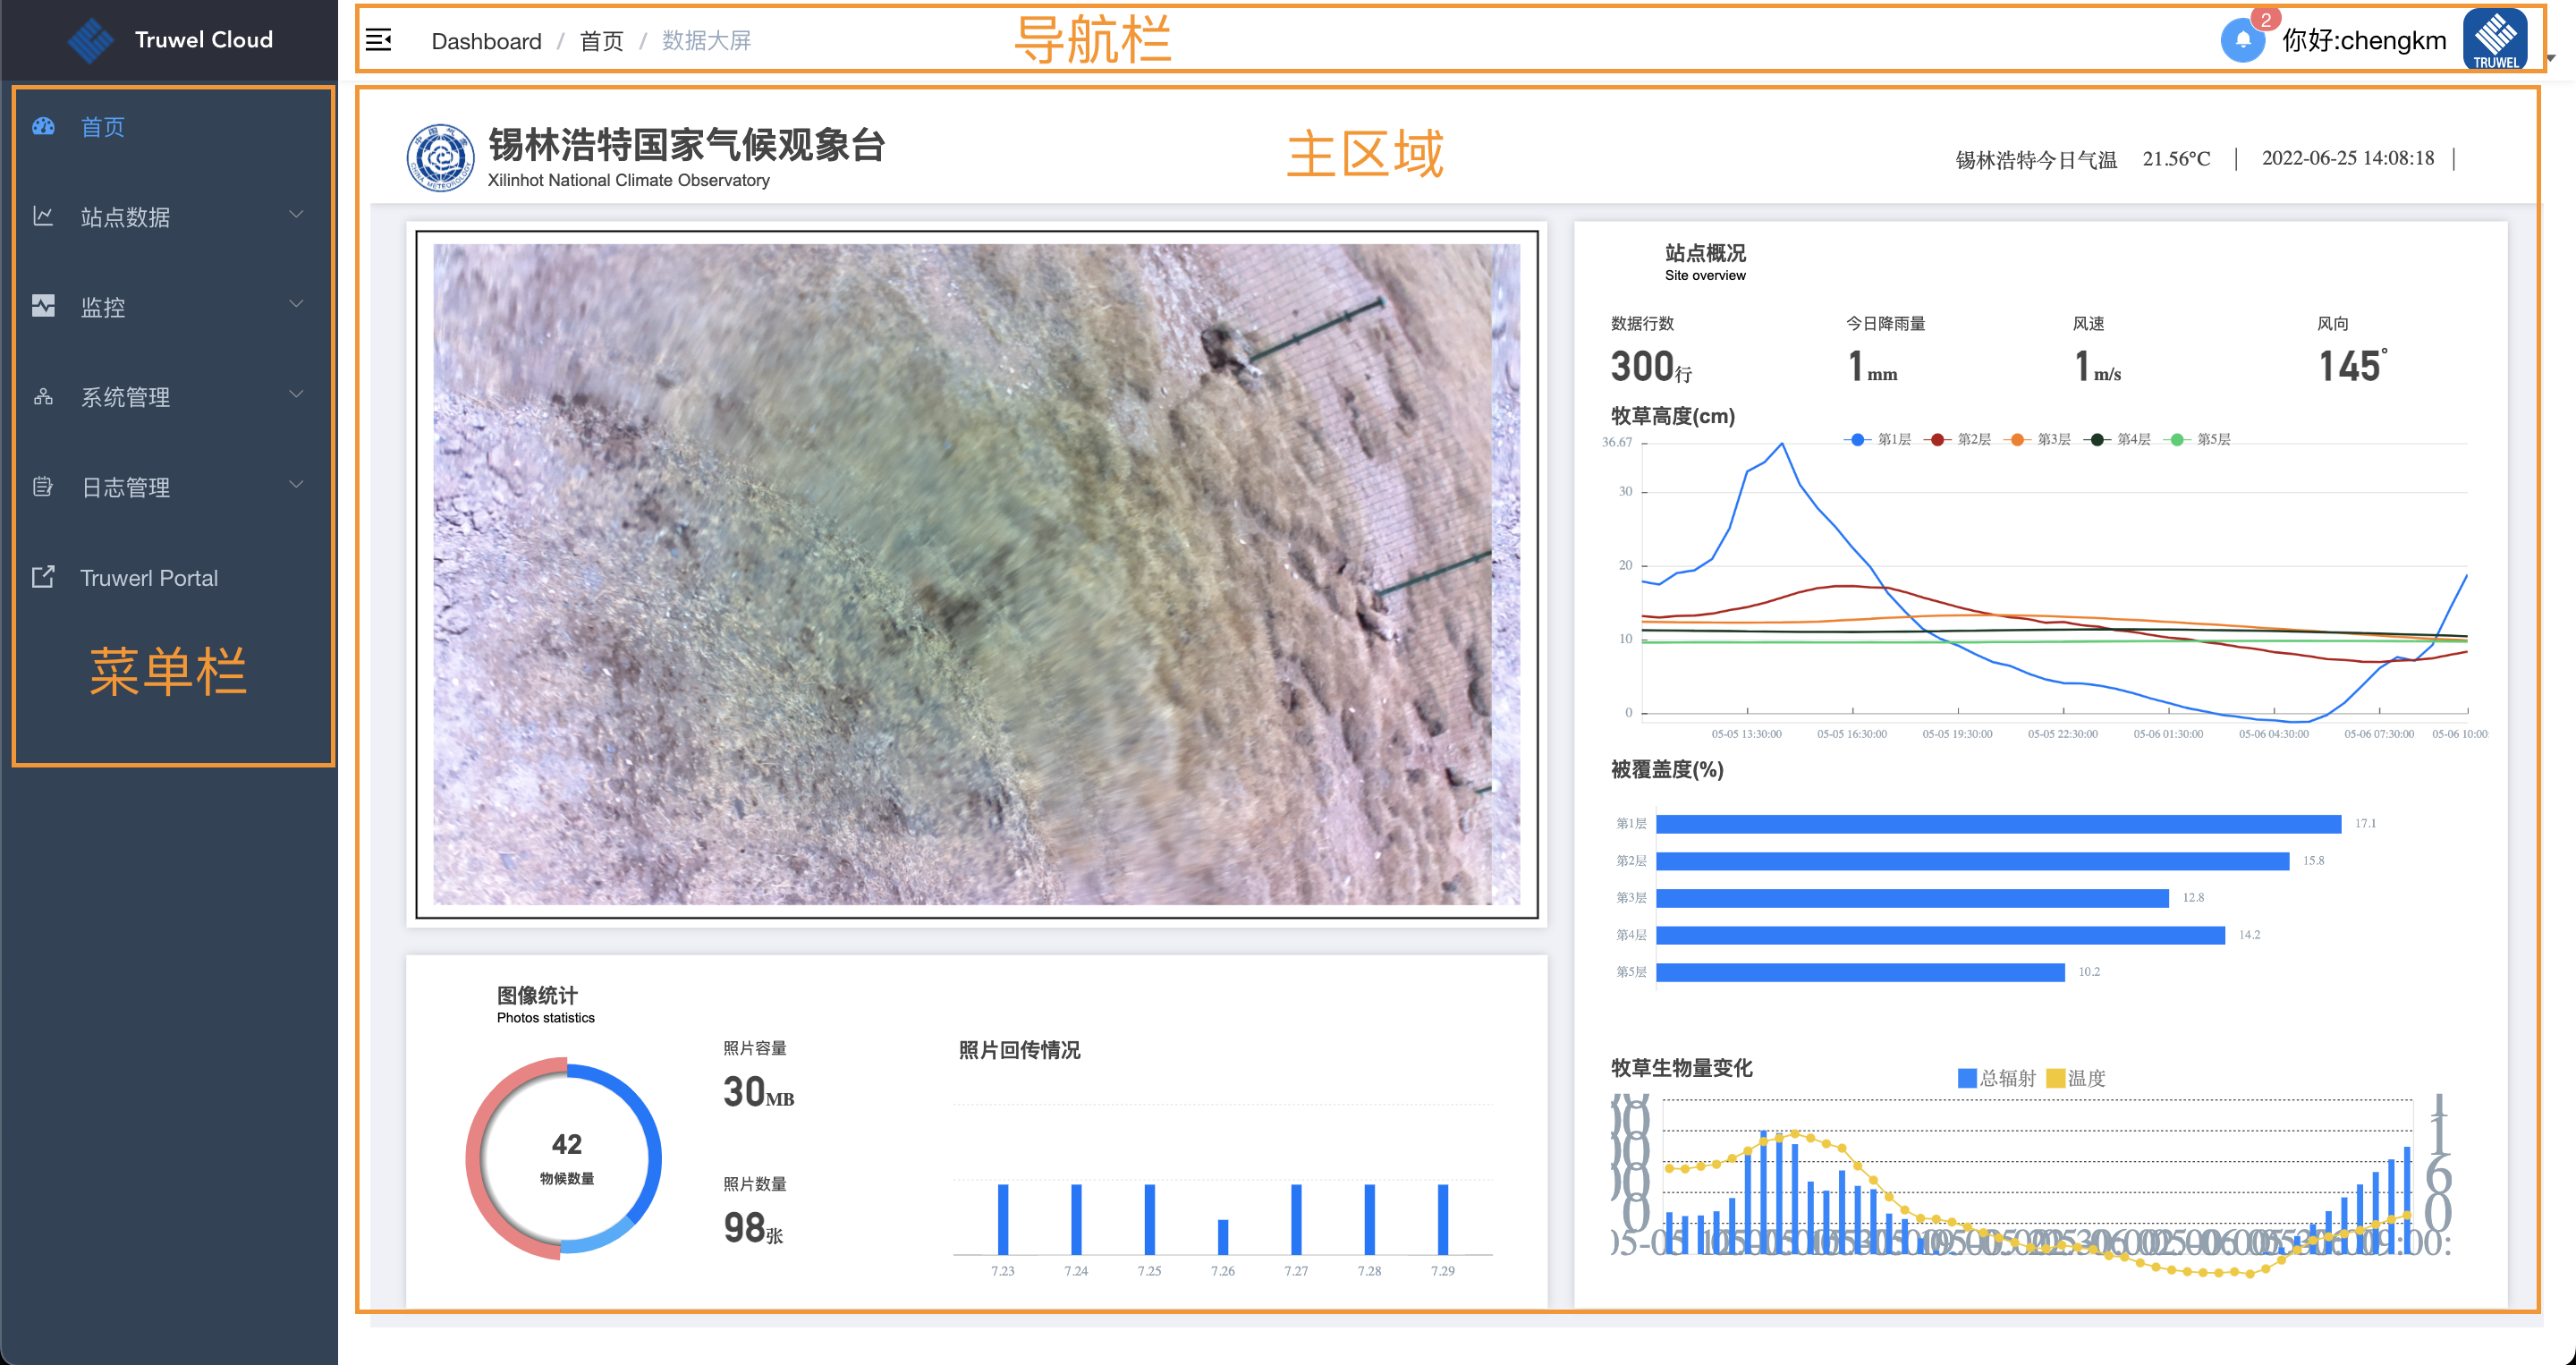 Truwel Cloud
Dashboard / 首页 / 数据大屏
导航栏
2
你好:chengkm
TRUWEL
首页
站点数据
监控
系统管理
日志管理
Truwerl Portal
菜单栏
锡林浩特国家气候观象台
Xilinhot National Climate Observatory
主区域
锡林浩特今日气温 21.56°C | 2022-06-25 14:08:18 |
站点概况
Site overview
数据行数 今日降雨量 风速 风向
300行 1mm 1m/s 145°
牧草高度(cm)
第1层 第2层 第3层 第4层 第5层
36.67
30
20
10
0
05-05 13:30:00 05-05 16:30:00 05-05 19:30:00 05-05 22:30:00 05-06 01:30:00 05-06 04:30:00 05-06 07:30:00 05-06 10:00:
被覆盖度(%)
第1层 17.1
第2层 15.8
第3层 12.8
第4层 14.2
第5层 10.2
牧草生物量变化
总辐射 温度
图像统计
Photos statistics
42
物候数量
照片容量
30MB
照片数量
98张
照片回传情况
7.23 7.24 7.25 7.26 7.27 7.28 7.29